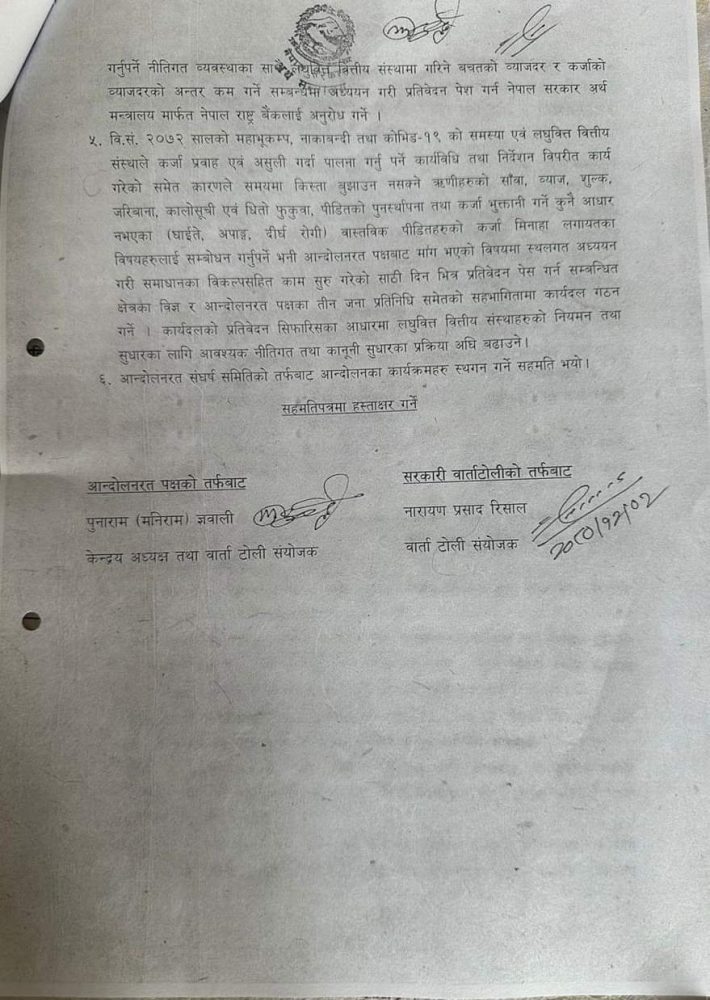 गर्नुपर्ने नीतिगत व्यवस्थाका साथै लघुवित्त वित्तीय संस्थामा गरिने बचतको ब्याजदर र कर्जाको
ब्याजदरको अन्तर कम गर्ने सम्बन्धमा अध्ययन गरी प्रतिवेदन पेश गर्न नेपाल सरकार अर्थ
मन्त्रालय मार्फत नेपाल राष्ट्र बैंकलाई अनुरोध गर्ने ।
५. वि.सं. २०७२ सालको महाभूकम्प, नाकाबन्दी तथा कोभिड-१९ को समस्या एवं लघुवित्त वित्तीय
संस्थाले कर्जा प्रवाह एवं असुली गर्दा पालना गर्नु पर्ने कार्यविधि तथा निर्देशन विपरीत कार्य
गरेको समेत कारणले समयमा किस्ता बुझाउन नसक्ने ऋणीहरुको साँवा, ब्याज, शुल्क,
जरिबाना, कालोसूची एवं धितो फुकुवा, पीडितको पुनर्स्थापना तथा कर्जा भुक्तानी गर्ने कुनै आधार
नभएका (घाईते, अपाङ्ग, दीर्घ रोगी) वास्तविक पीडितहरुको कर्जा मिनाहा लगायतका
विषयहरुलाई सम्बोधन गर्नुपर्ने भनी आन्दोलनरत पक्षबाट मांग भएको विषयमा स्थलगत अध्ययन
गरी समाधानका विकल्पसहित काम सुरु गरेको साठी दिन भित्र प्रतिवेदन पेस गर्न सम्बन्धित
क्षेत्रका विज्ञ र आन्दोलनरत पक्षका तीन जना प्रतिनिधि समेतको सहभागितामा कार्यदल गठन
गर्ने । कार्यदलको प्रतिवेदन सिफारिसका आधारमा लघुवित्त वित्तीय संस्थाहरुको नियमन तथा
सुधारका लागि आवश्यक नीतिगत तथा कानूनी सुधारका प्रक्रिया अघि बढाउने।
६. आन्दोलनरत संघर्ष समितिको तर्फबाट आन्दोलनका कार्यक्रमहरु स्थगन गर्ने सहमति भयो।
सहमतिपत्रमा हस्ताक्षर गर्ने
आन्दोलनरत पक्षको तर्फबाट
पुनाराम (मनिराम) ज्ञवाली
केन्द्रय अध्यक्ष तथा वार्ता टोली संयोजक
सरकारी वार्ताटोलीको तर्फबाट
नारायण प्रसाद रिसाल
वार्ता टोली संयोजक
२०८०/१२/०२